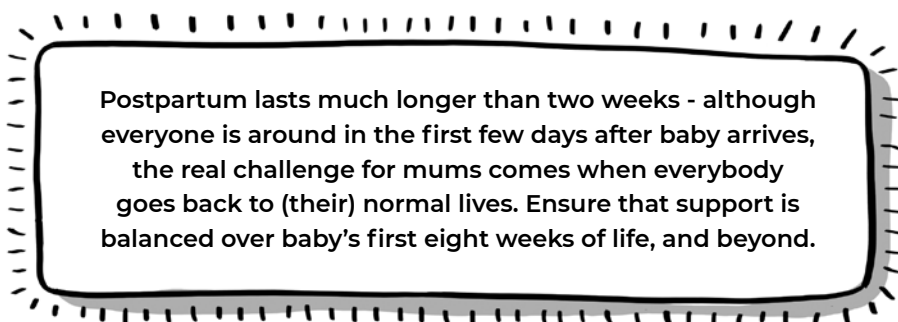 Postpartum lasts much longer than two weeks - although
everyone is around in the first few days after baby arrives,
the real challenge for mums comes when everybody
goes back to (their) normal lives. Ensure that support is
balanced over baby’s first eight weeks of life, and beyond.